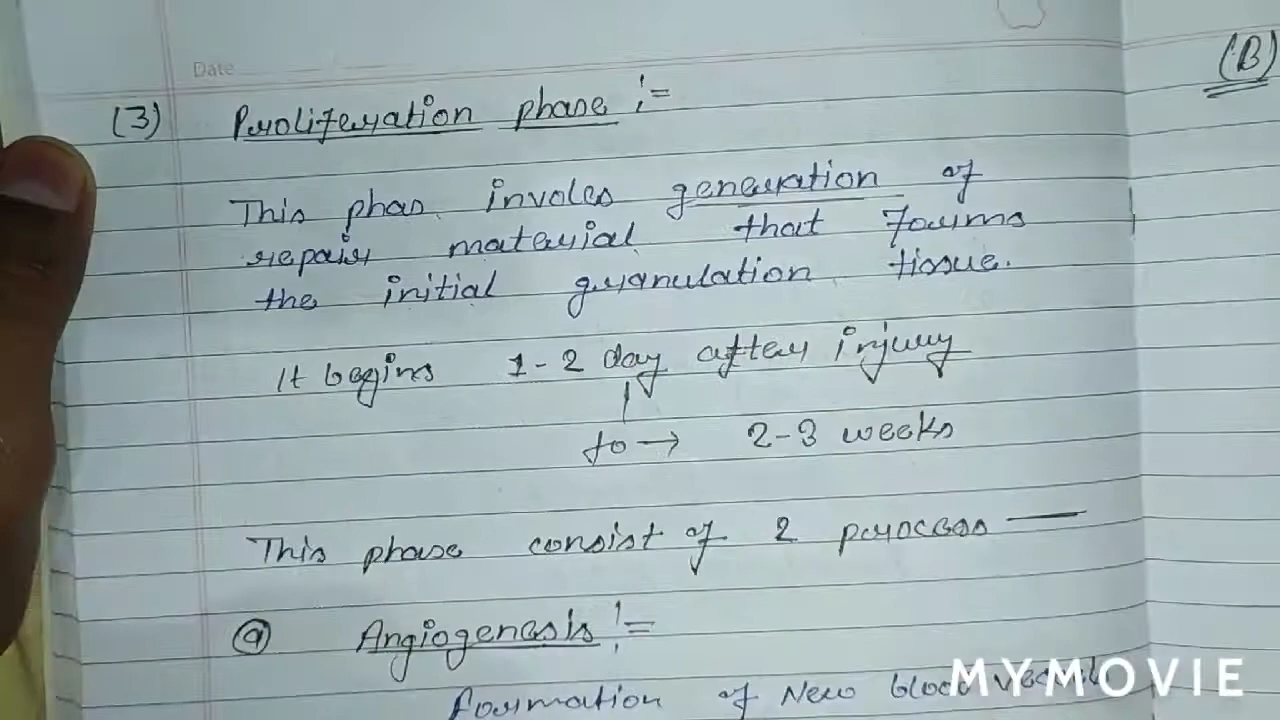 Date
(B)
(3) Proliferation phase :=
This phas involes generation of
repair material that forms
the initial granulation tissue.
It begins 1-2 day after injury
to → 2-3 weeks
This phase consist of 2 process —
(a) Angiogenesis :=
formation of New blood vessels
MYMOVIE